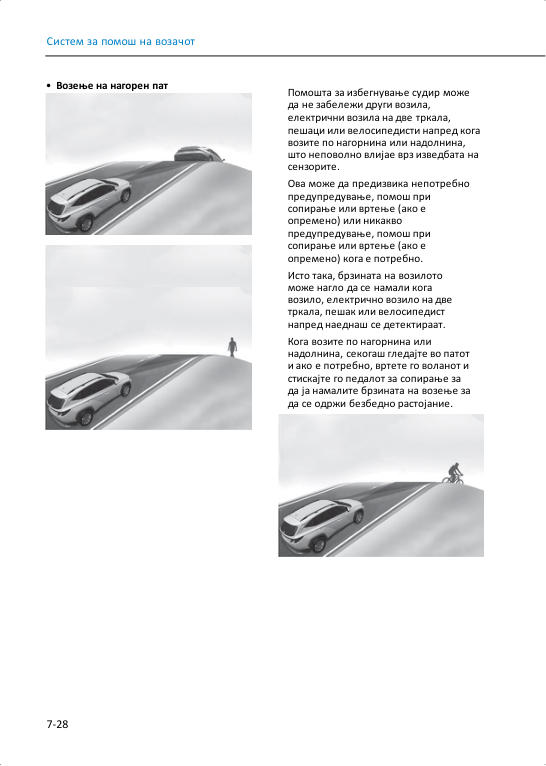 Систем за помош на возачот
• Возење на нагорен пат
Помошта за избегнување судир може
да не забележи други возила,
електрични возила на две тркала,
пешаци или велосипедисти напред кога
возите по нагорнина или надолнина,
што неповолно влијае врз изведбата на
сензорите.
Ова може да предизвика непотребно
предупредување, помош при
сопирање или вртење (ако е
опремено) или никакво
предупредување, помош при
сопирање или вртење (ако е
опремено) кога е потребно.
Исто така, брзината на возилото
може нагло да се намали кога
возило, електрично возило на две
тркала, пешак или велосипедист
напред наеднаш се детектираат.
Кога возите по нагорнина или
надолнина, секогаш гледајте во патот
и ако е потребно, вртете го воланот и
стискајте го педалот за сопирање за
да ја намалите брзината на возење за
да се одржи безбедно растојание.
7-28